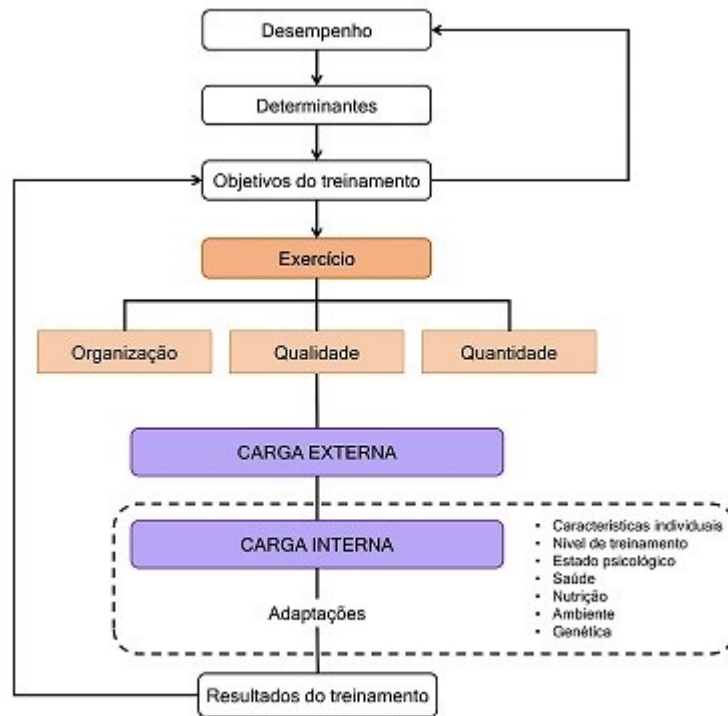 Desempenho
Determinantes
Objetivos do treinamento
Exercício
Organização
Qualidade
Quantidade
CARGA EXTERNA
CARGA INTERNA
• Características individuais
• Nível de treinamento
• Estado psicológico
• Saúde
• Nutrição
• Ambiente
• Genética
Adaptações
Resultados do treinamento